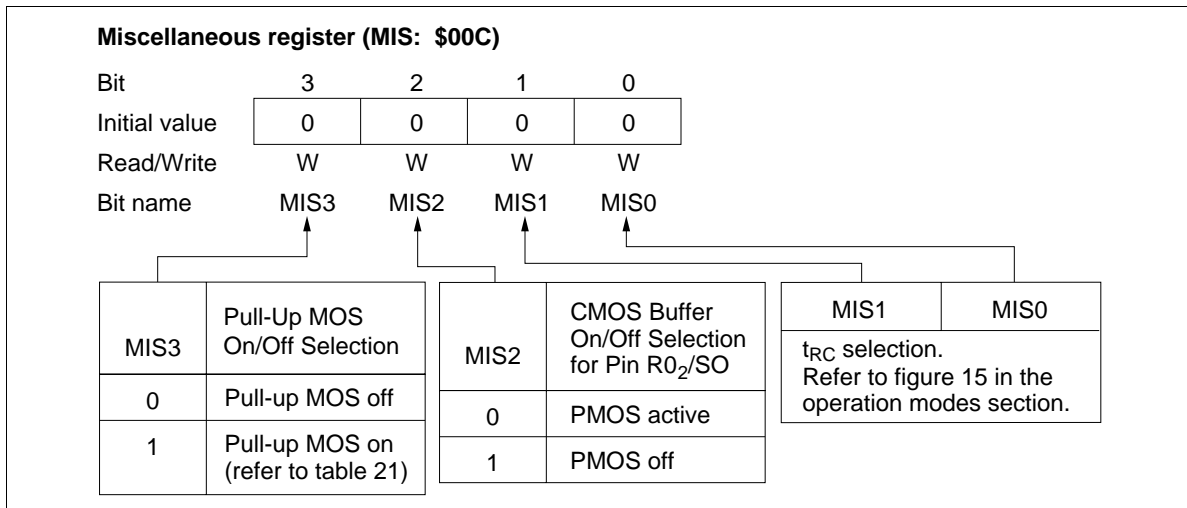 Miscellaneous register (MIS: $00C)
Bit 3 2 1 0
Initial value 0 0 0 0
Read/Write W W W W
Bit name MIS3 MIS2 MIS1 MIS0
MIS3
Pull-Up MOS
On/Off Selection
0 Pull-up MOS off
1 Pull-up MOS on
(refer to table 21)
MIS2
CMOS Buffer
On/Off Selection
for Pin R0₂/SO
0 PMOS active
1 PMOS off
MIS1 MIS0
tRC selection.
Refer to figure 15 in the
operation modes section.